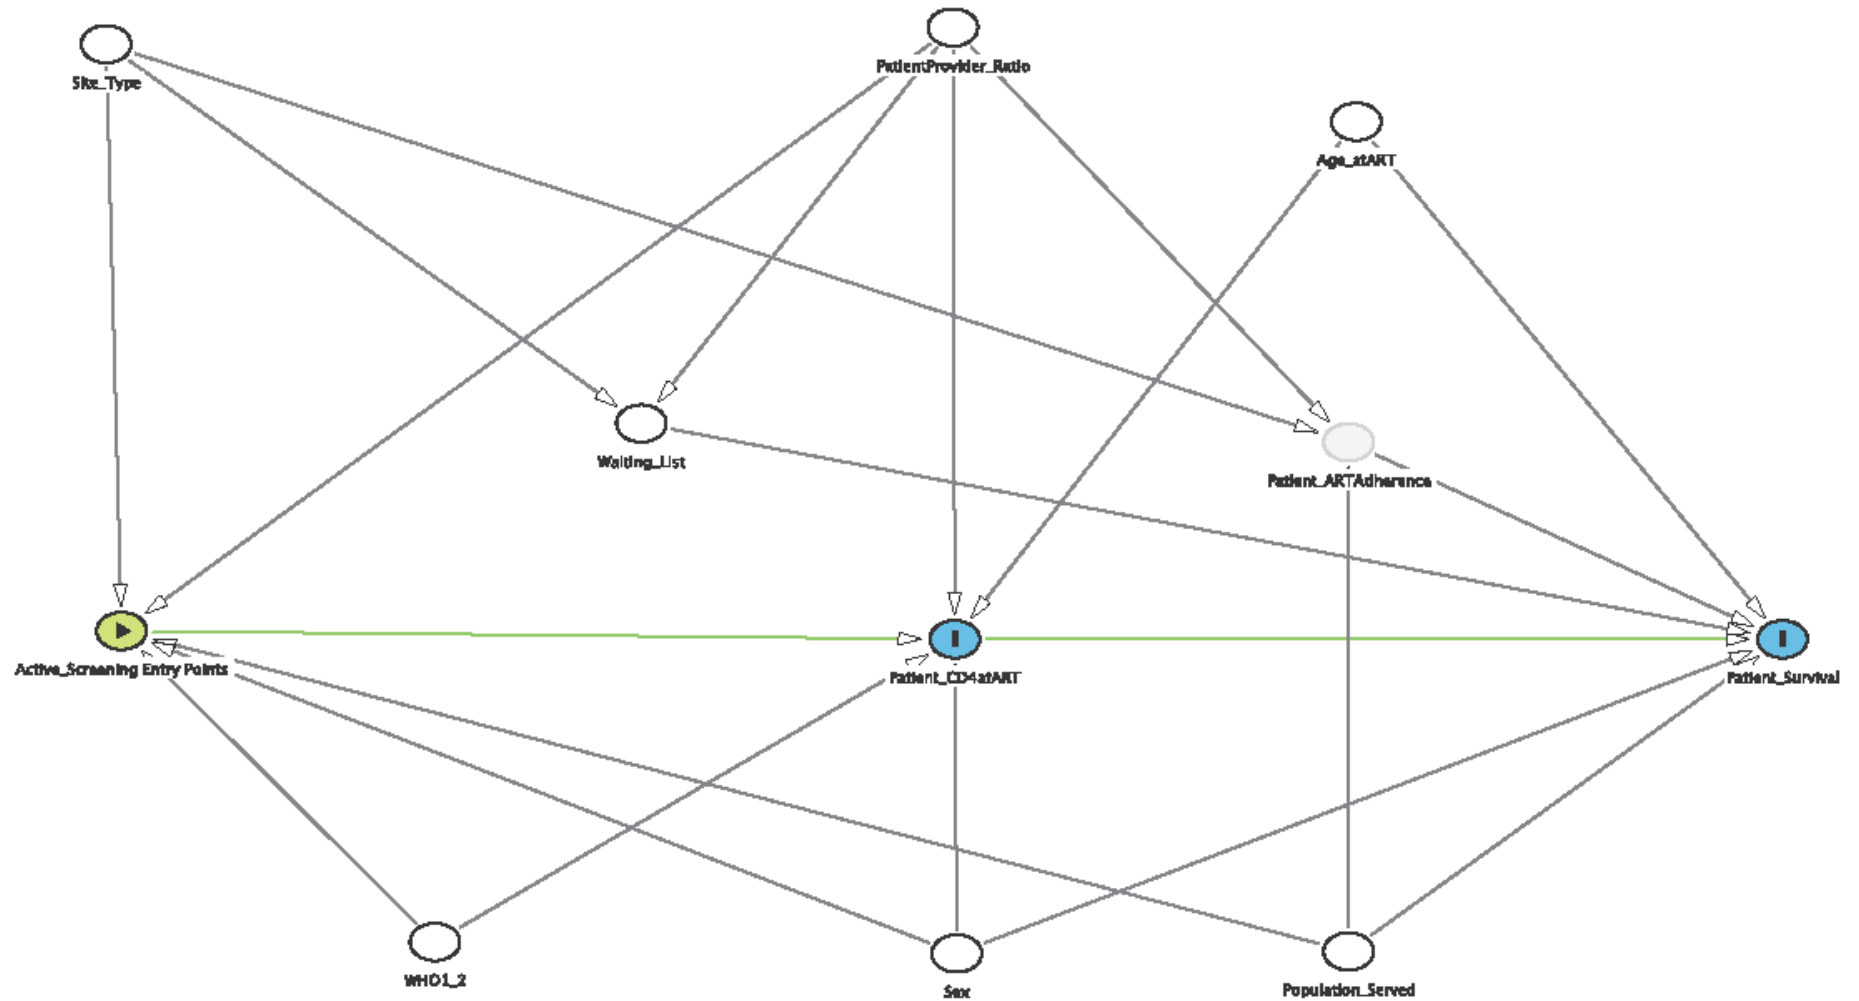 Site_Type
PatientProvider_Ratio
Age_atART
Waiting_List
Patient_ARTAdherence
Active_Screening Entry Points
Patient_CD4atART
Patient_Survival
WHO1_2
Sex
Population_Served